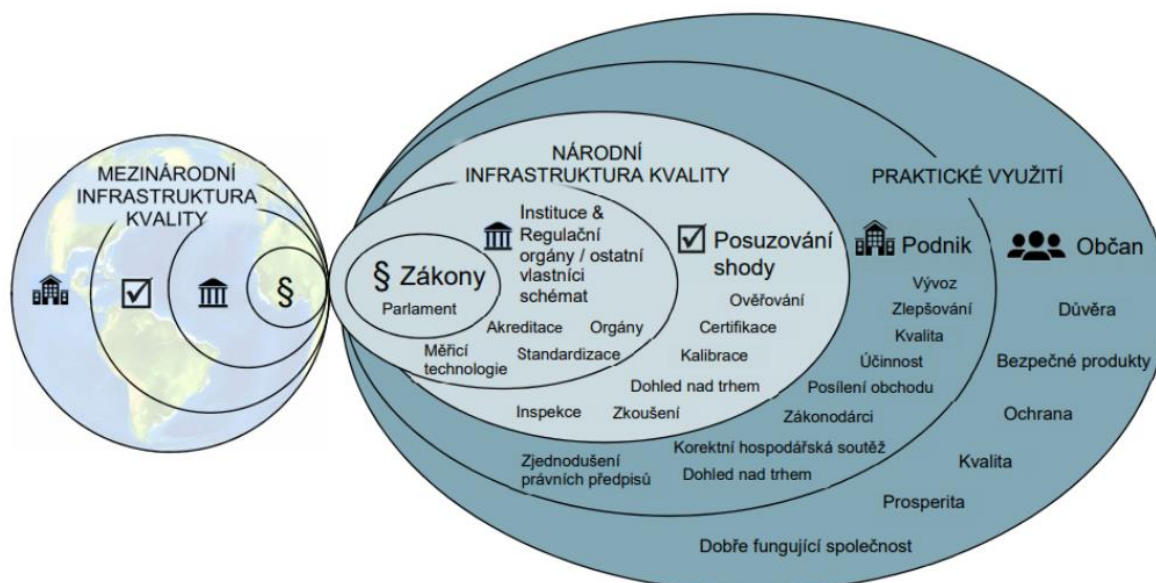 MEZINÁRODNÍ
INFRASTRUKTURA
KVALITY
§
NÁRODNÍ
INFRASTRUKTURA KVALITY
§ Zákony
Parlament
Instituce &
Regulační
orgány / ostatní
vlastníci
schémat
Akreditace
Orgány
Měřicí
technologie
Standardizace
Posuzování
shody
Ověřování
Certifikace
Kalibrace
Dohled nad trhem
Inspekce
Zkoušení
PRAKTICKÉ VYUŽITÍ
Podnik
Vývoz
Zlepšování
Kvalita
Účinnost
Posílení obchodu
Zákonodárci
Korektní hospodářská soutěž
Zjednodušení
právních předpisů
Dohled nad trhem
Občan
Důvěra
Bezpečné produkty
Ochrana
Kvalita
Prosperita
Dobře fungující společnost